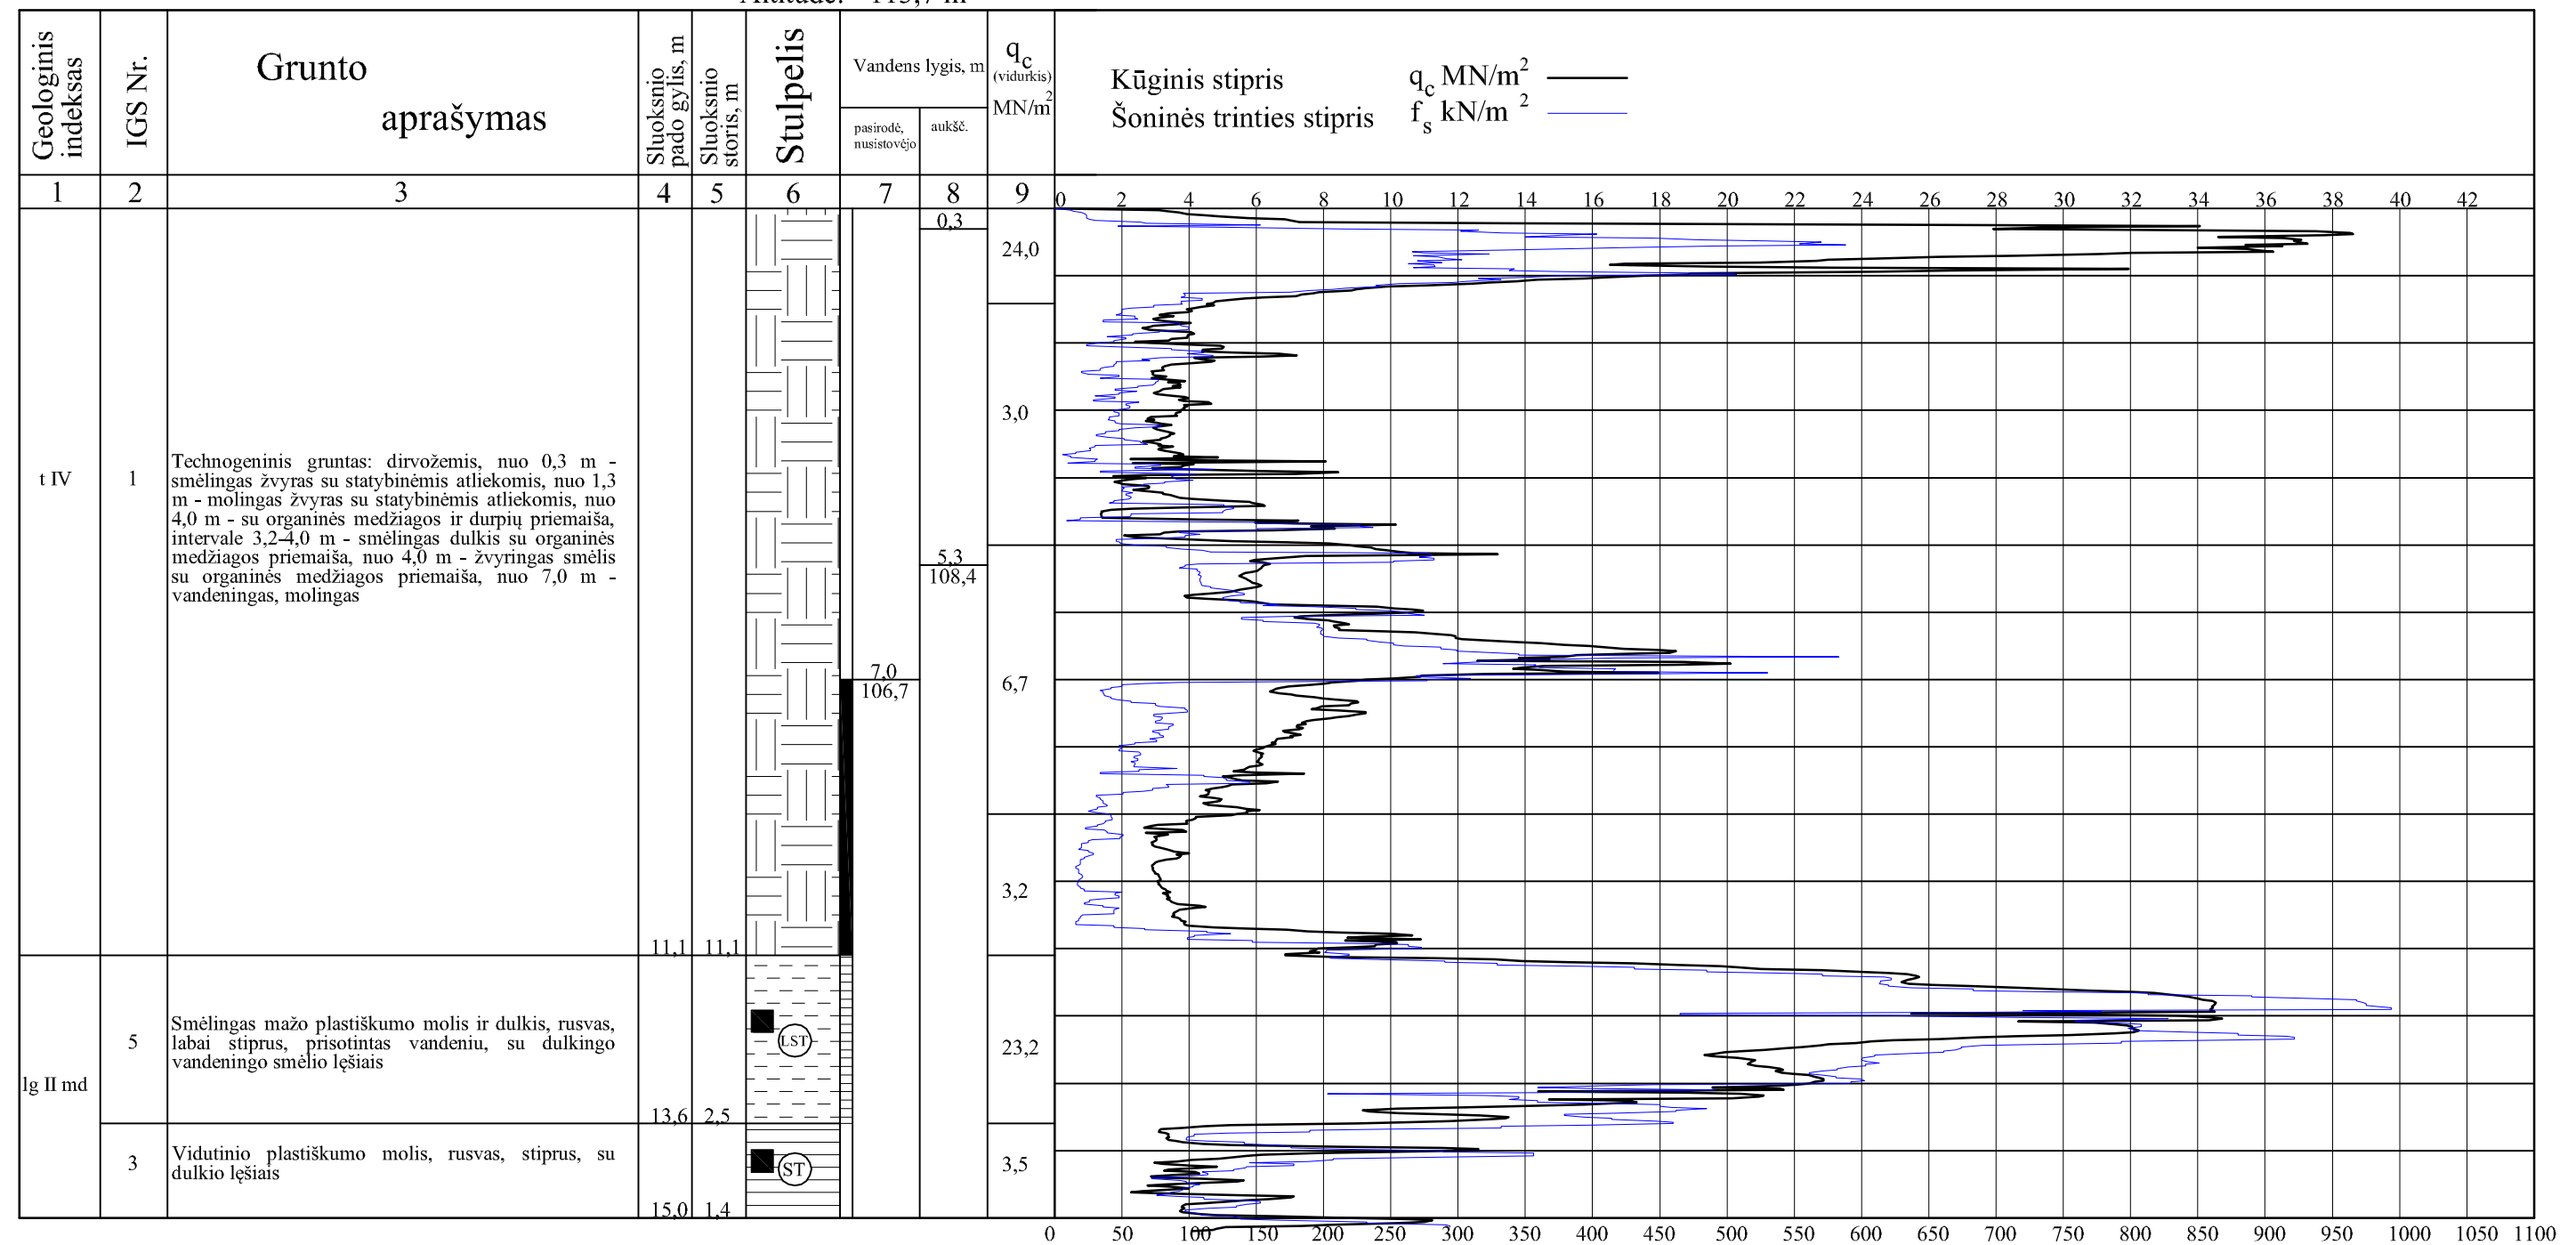 Altitudė: 113,7 m
Geologinis
indeksas
IGS Nr.
Grunto
aprašymas
Sluoksnio
pado gylis, m
Sluoksnio
storis, m
Stulpelis
Vandens lygis, m
pasirodė,
nusistovėjo
aukšč.
qc
(vidurkis)
MN/m2
Kūginis stipris qc MN/m2
Šoninės trinties stipris fs kN/m 2
1 2 3 4 5 6 7 8 9
0 2 4 6 8 10 12 14 16 18 20 22 24 26 28 30 32 34 36 38 40 42
0,3
24,0
3,0
t IV
1
Technogeninis gruntas: dirvožemis, nuo 0,3 m -
smėlingas žvyras su statybinėmis atliekomis, nuo 1,3
m - molingas žvyras su statybinėmis atliekomis, nuo
4,0 m - su organinės medžiagos ir durpių priemaiša,
intervale 3,2-4,0 m - smėlingas dulkis su organinės
medžiagos priemaiša, nuo 4,0 m - žvyringas smėlis
su organinės medžiagos priemaiša, nuo 7,0 m -
vandeningas, molingas
5,3
108,4
7,0
106,7
6,7
3,2
11,1 11,1
lg II md
5
Smėlingas mažo plastiškumo molis ir dulkis, rusvas,
labai stiprus, prisotintas vandeniu, su dulkingo
vandeningo smėlio lęšiais
LST
23,2
13,6 2,5
3
Vidutinio plastiškumo molis, rusvas, stiprus, su
dulkio lęšiais
ST
3,5
15,0 1,4
0 50 100 150 200 250 300 350 400 450 500 550 600 650 700 750 800 850 900 950 1000 1050 1100